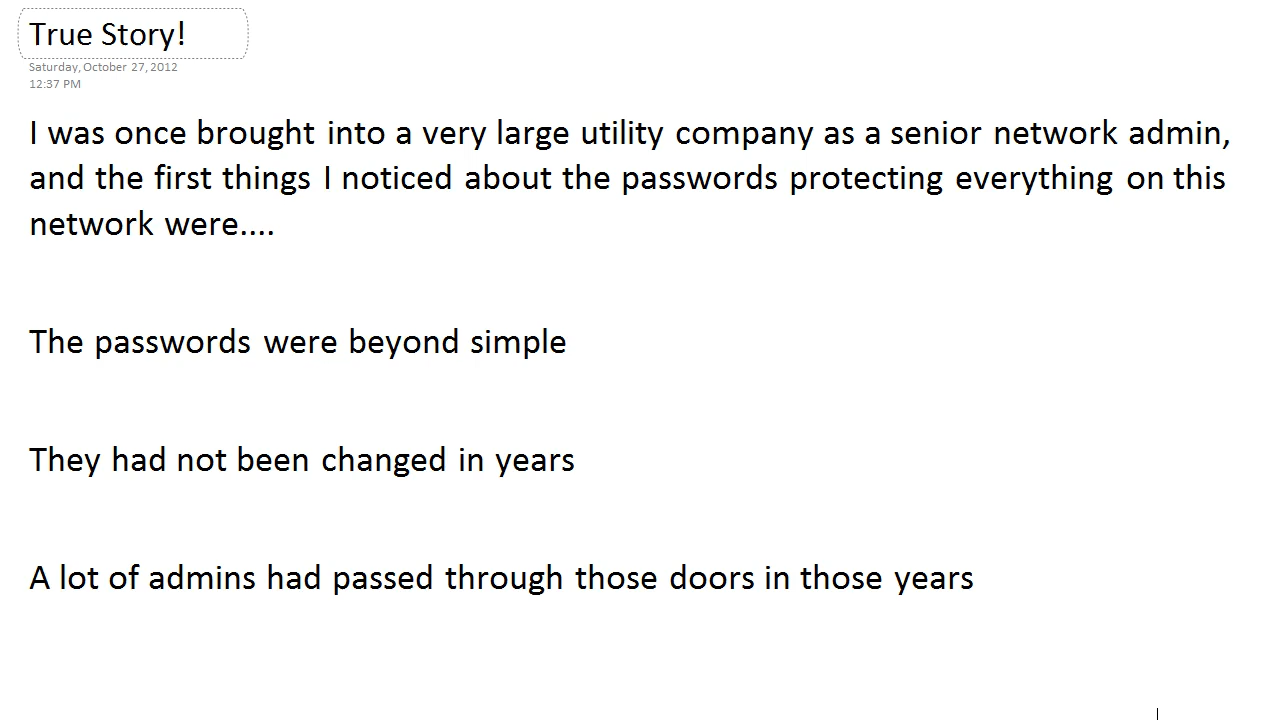 True Story!
Saturday, October 27, 2012
12:37 PM
I was once brought into a very large utility company as a senior network admin,
and the first things I noticed about the passwords protecting everything on this
network were....
The passwords were beyond simple
They had not been changed in years
A lot of admins had passed through those doors in those years